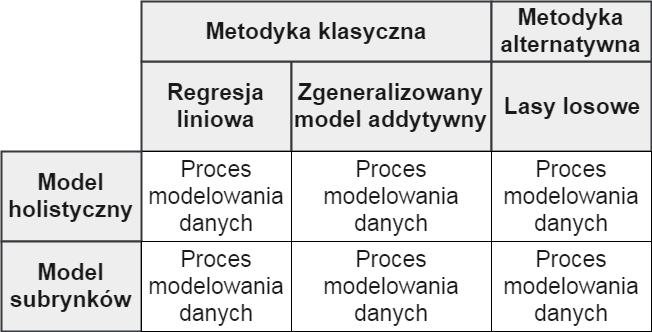 Metodyka klasyczna
Metodyka
alternatywna
Regresja
liniowa
Zgeneralizowany
model addytywny
Lasy losowe
Model
holistyczny
Proces
modelowania
danych
Proces
modelowania
danych
Proces
modelowania
danych
Model
subrynków
Proces
modelowania
danych
Proces
modelowania
danych
Proces
modelowania
danych